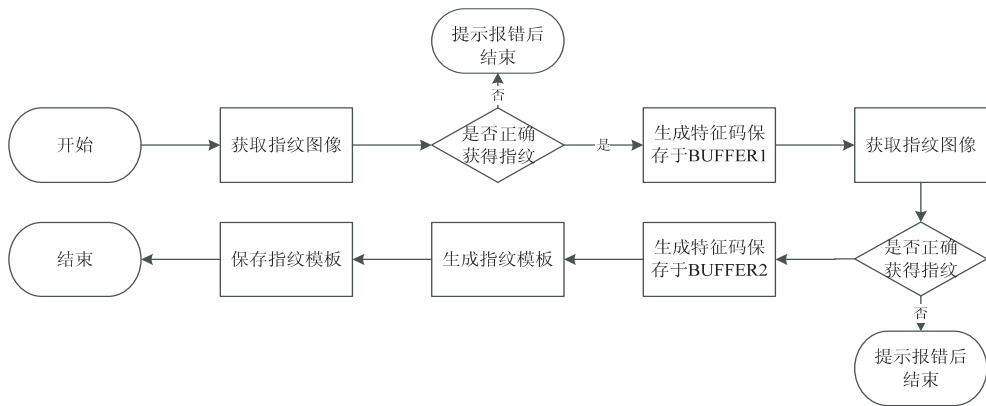 提示报错后
结束
否
开始
获取指纹图像
是否正确
获得指纹
是
生成特征码保
存于BUFFER1
获取指纹图像
结束
保存指纹模板
生成指纹模板
生成特征码保
存于BUFFER2
是否正确
获得指纹
否
提示报错后
结束